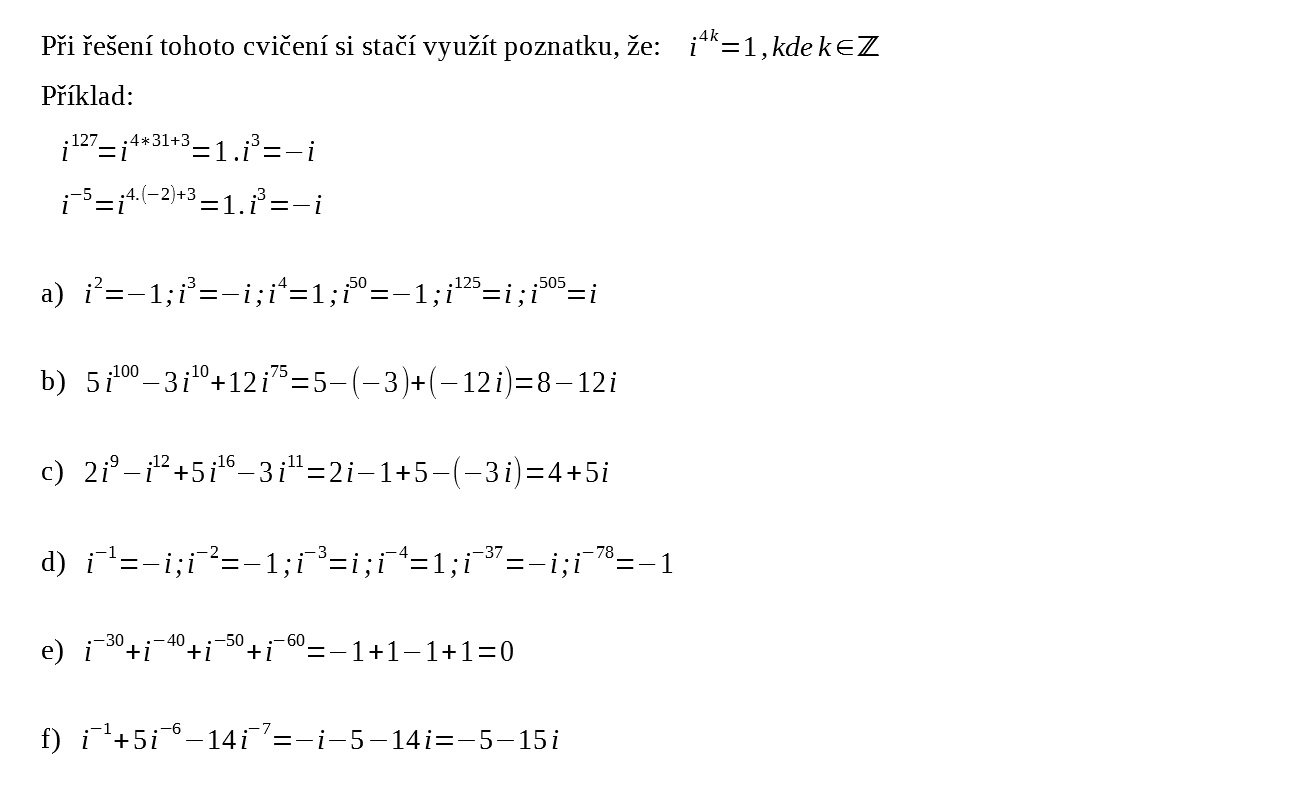 Při řešení tohoto cvičení si stačí využít poznatku, že: i^{4k}=1, kde k∈ℤ
Příklad:
i^{127}=i^{4*31+3}=1.i^{3}=−i
i^{−5}=i^{4.(−2)+3}=1.i^{3}=−i
a) i^{2}=−1; i^{3}=−i; i^{4}=1; i^{50}=−1; i^{125}=i; i^{505}=i
b) 5i^{100}−3i^{10}+12i^{75}=5−(−3)+(−12i)=8−12i
c) 2i^{9}−i^{12}+5i^{16}−3i^{11}=2i−1+5−(−3i)=4+5i
d) i^{−1}=−i; i^{−2}=−1; i^{−3}=i; i^{−4}=1; i^{−37}=−i; i^{−78}=−1
e) i^{−30}+i^{−40}+i^{−50}+i^{−60}=−1+1−1+1=0
f) i^{−1}+5i^{−6}−14i^{−7}=−i−5−14i=−5−15i